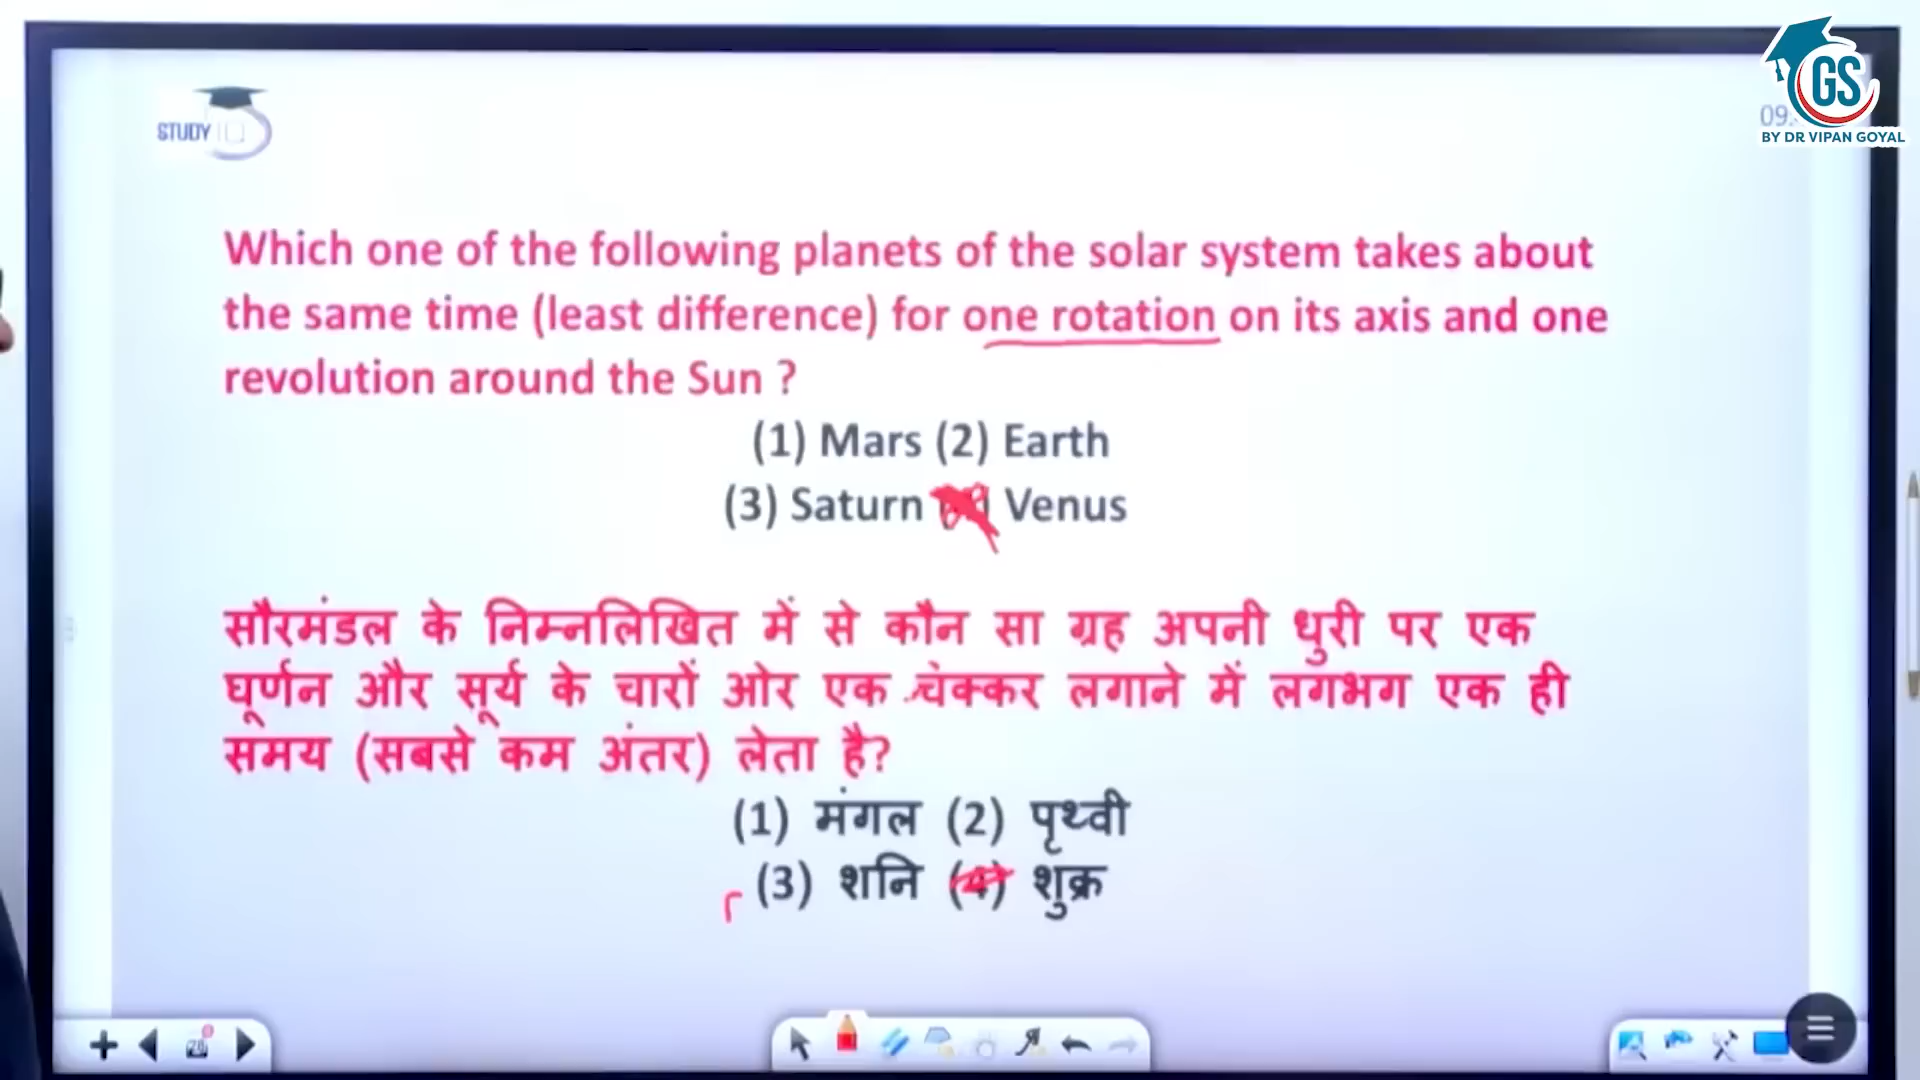 GS
BY DR VIPAN GOYAL
STUDY IQ
09
Which one of the following planets of the solar system takes about
the same time (least difference) for one rotation on its axis and one
revolution around the Sun ?
(1) Mars (2) Earth
(3) Saturn Venus
सौरमंडल के निम्नलिखित में से कौन सा ग्रह अपनी धुरी पर एक
घूर्णन और सूर्य के चारों ओर एक चक्कर लगाने में लगभग एक ही
समय (सबसे कम अंतर) लेता है?
(1) मंगल (2) पृथ्वी
(3) शनि (4) शुक्र